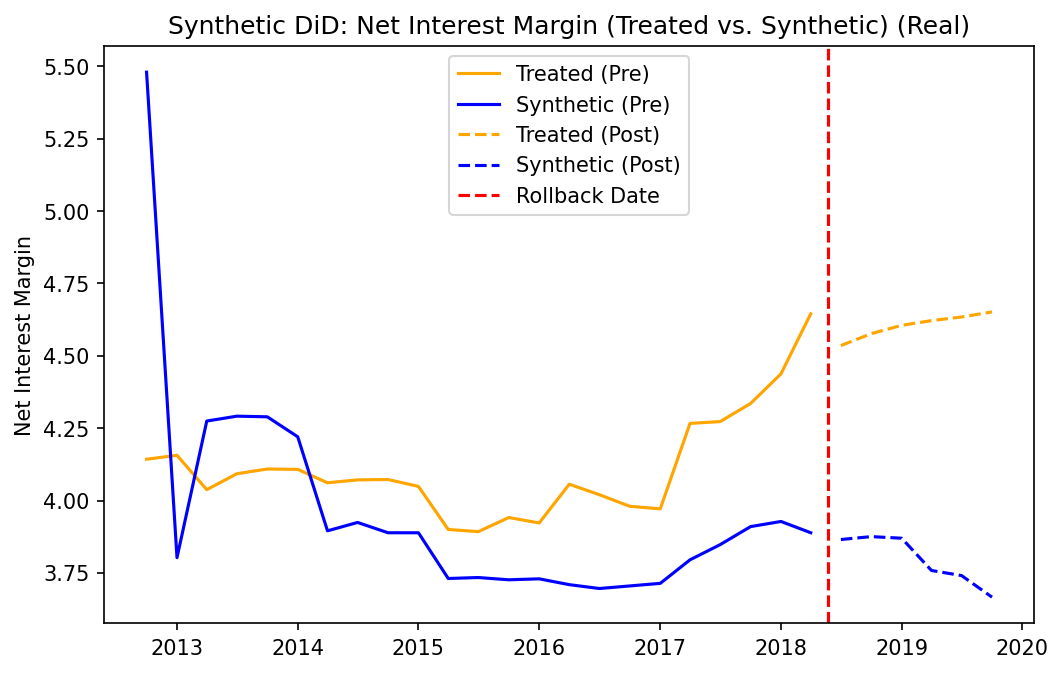 Synthetic DiD: Net Interest Margin (Treated vs. Synthetic) (Real)
Treated (Pre)
Synthetic (Pre)
Treated (Post)
Synthetic (Post)
Rollback Date
Net Interest Margin
5.50
5.25
5.00
4.75
4.50
4.25
4.00
3.75
2013 2014 2015 2016 2017 2018 2019 2020